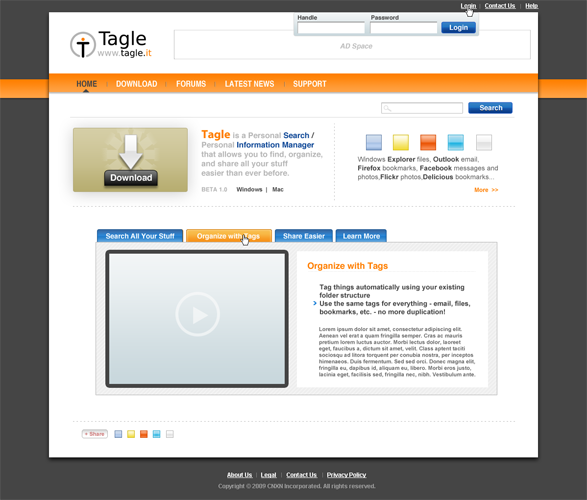 Login | Contact Us | Help
Handle
Password
Login
Tagle
www.tagle.it
AD Space
HOME | DOWNLOAD | FORUMS | LATEST NEWS | SUPPORT
Search
Tagle is a Personal Search /
Personal Information Manager
that allows you to find, organize,
and share all your stuff
easier than ever before.
Download
BETA 1.0 Windows | Mac
Windows Explorer files, Outlook email,
Firefox bookmarks, Facebook messages and
photos,Flickr photos,Delicious bookmarks...
More >>
Search All Your Stuff
Organize with Tags
Share Easier
Learn More
Organize with Tags
Tag things automatically using your existing
folder structure
Use the same tags for everything - email, files,
bookmarks, etc. - no more duplication!
Lorem ipsum dolor sit amet, consectetur adipiscing elit.
Aenean vel erat a quam fringilla semper. Cras ac mauris
pretium lorem luctus auctor. Morbi lectus dolor, laoreet
eget, faucibus a, dictum sit amet, velit. Class aptent taciti
sociosqu ad litora torquent per conubia nostra, per inceptos
himenaeos. Duis fermentum. Sed sed orci. Donec magna elit,
fringilla eu, dapibus id, aliquam eu, libero. Morbi eros justo,
lacinia eget, facilisis sed, fringilla nec, nibh. Vestibulum ante.
+ Share
About Us | Legal | Contact Us | Privacy Policy
Copyright © 2009 CNXN Incorporated. All rights reserved.